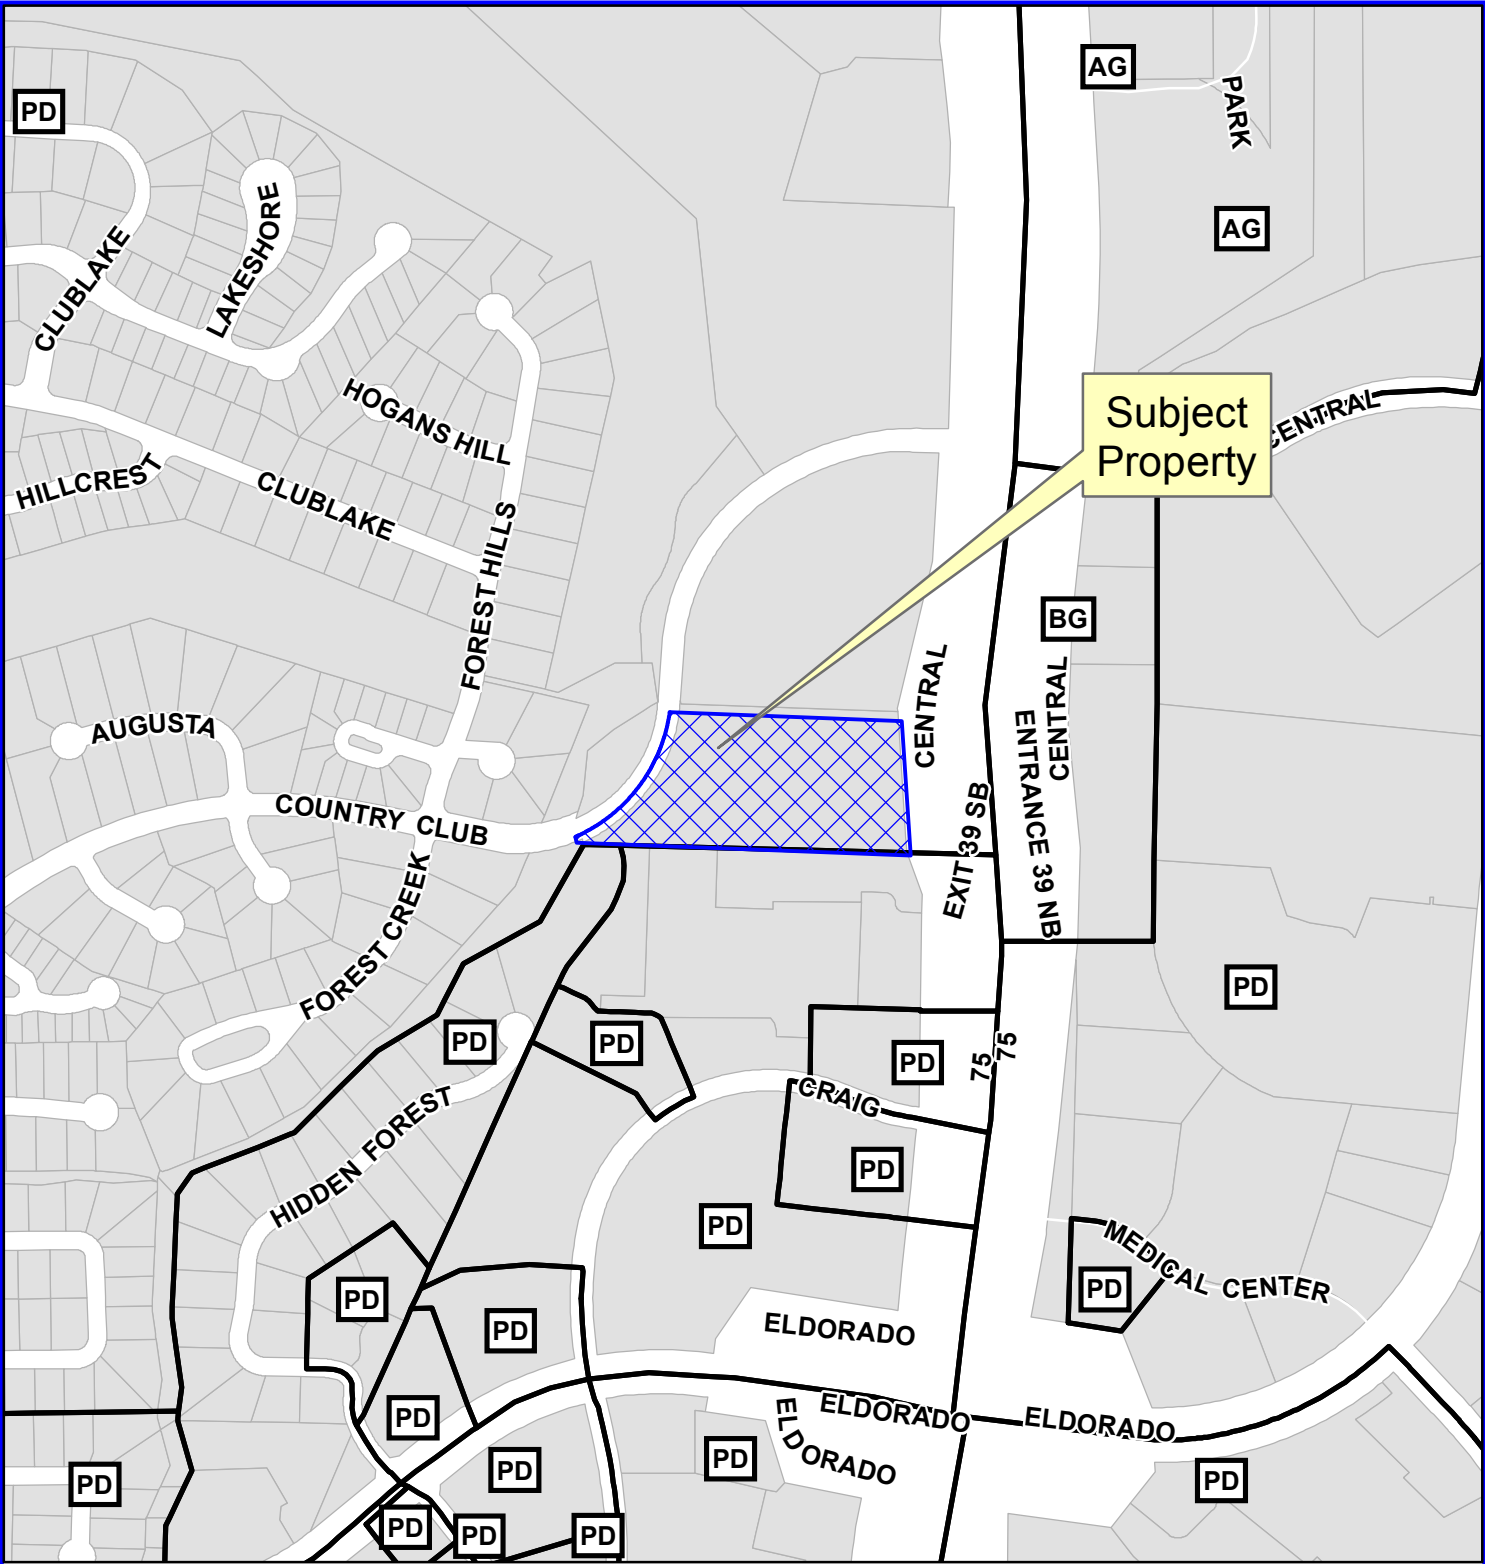 AG
PARK
PD
LAKESHORE
AG
CLUBLAKE
HOGANS HILL
Subject
Property
CENTRAL
HILLCREST
CLUBLAKE
FOREST HILLS
BG
CENTRAL
CENTRAL
ENTRANCE 39 NB
AUGUSTA
COUNTRY CLUB
EXIT 39 SB
FOREST CREEK
PD
PD
PD
PD
75
75
CRAIG
HIDDEN FOREST
PD
PD
MEDICAL CENTER
PD
PD
PD
ELDORADO
PD
ELDORADO
ELDORADO
ELDORADO
PD
PD
PD
PD
PD
PD
PD
PD